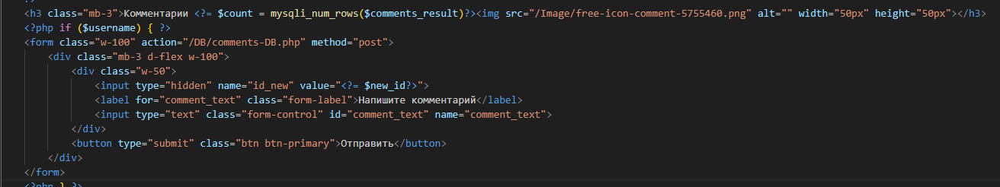 <h3 class="mb-3">Комментарии <?= $count = mysqli_num_rows($comments_result)?><img src="/Image/free-icon-comment-5755460.png" alt="" width="50px" height="50px"></h3>
<?php if ($username) { ?>
<form class="w-100" action="/DB/comments-DB.php" method="post">
<div class="mb-3 d-flex w-100">
<div class="w-50">
<input type="hidden" name="id_new" value="<?= $new_id?>">
<label for="comment_text" class="form-label">Напишите комментарий</label>
<input type="text" class="form-control" id="comment_text" name="comment_text">
</div>
<button type="submit" class="btn btn-primary">Отправить</button>
</div>
</form>
<?php } ?>